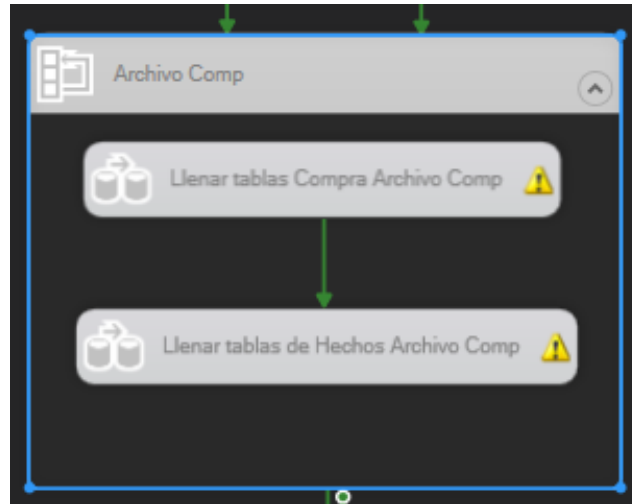 Archivo Comp
Llenar tablas Compra Archivo Comp
Llenar tablas de Hechos Archivo Comp